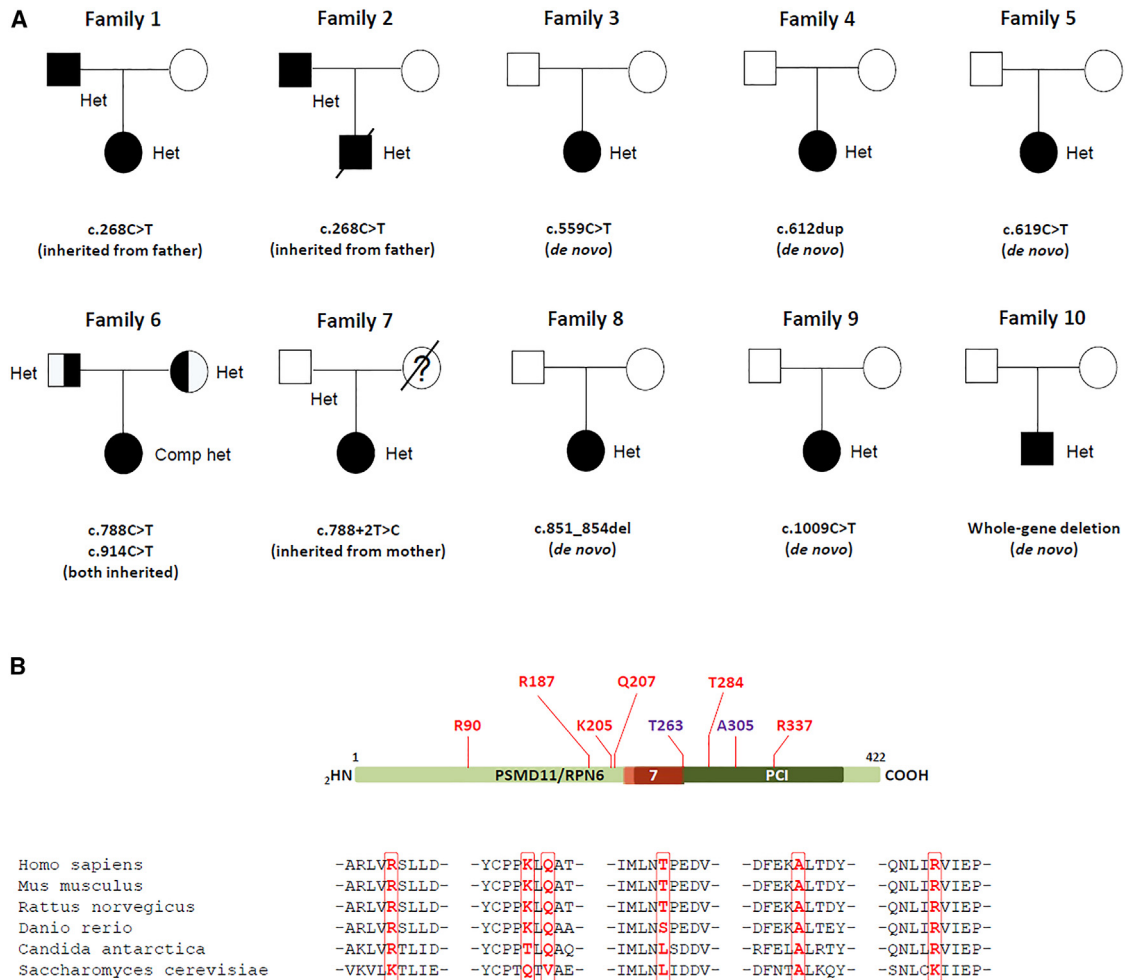 A
Family 1 Family 2 Family 3 Family 4 Family 5
Het Het
Het Het Het Het Het
c.268C>T c.268C>T c.559C>T c.612dup c.619C>T
(inherited from father) (inherited from father) (de novo) (de novo) (de novo)
Family 6 Family 7 Family 8 Family 9 Family 10
Het Het ?
Het
Comp het Het Het Het Het
c.788C>T c.788+2T>C c.851_854del c.1009C>T Whole-gene deletion
c.914C>T (inherited from mother) (de novo) (de novo) (de novo)
(both inherited)
B
R187 Q207 T284
R90 K205 T263 A305 R337
1 422
2HN PSMD11/RPN6 7 PCI COOH
Homo sapiens -ARLVRSLLD- -YCPPKLQAT- -IMLNTPEDV- -DFEKALTDY- -QNLIRVIEP-
Mus musculus -ARLVRSLLD- -YCPPKLQAT- -IMLNTPEDV- -DFEKALTDY- -QNLIRVIEP-
Rattus norvegicus -ARLVRSLLD- -YCPPKLQAT- -IMLNTPEDV- -DFEKALTDY- -QNLIRVIEP-
Danio rerio -ARLVRSLLD- -YCPPKLQAA- -IMLNSPEDV- -DFEKALTEY- -QNLIRVIEP-
Candida antarctica -AKLVRTLID- -YCPPTLQAQ- -IMLNLSDDV- -RFELALRTY- -QNLLRVIEP-
Saccharomyces cerevisiae -VKVLKTLIE- -YCPTQTVAE- -IMLNLIDDV- -DFNTALKQY- -SNLCKIIEP-